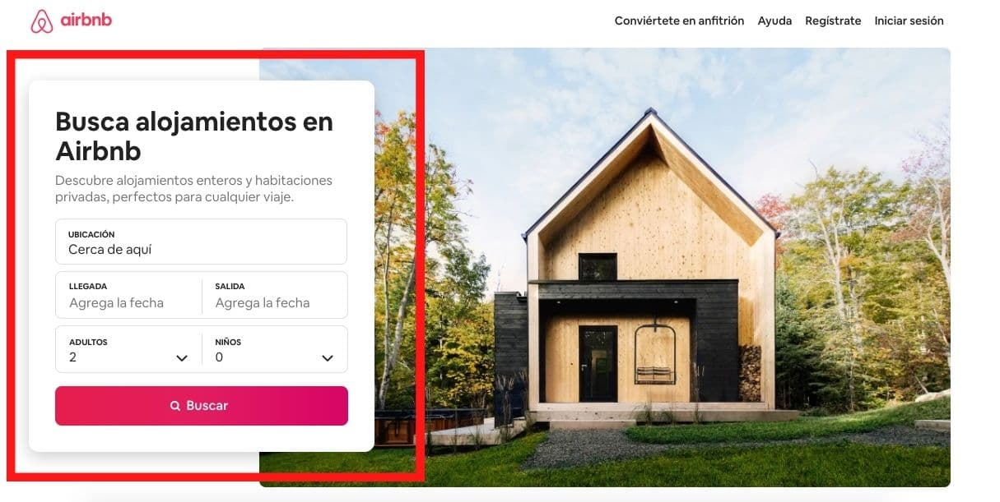 airbnb
Conviértete en anfitrión Ayuda Regístrate Iniciar sesión
Busca alojamientos en
Airbnb
Descubre alojamientos enteros y habitaciones
privadas, perfectos para cualquier viaje.
UBICACIÓN
Cerca de aquí
LLEGADA SALIDA
Agrega la fecha Agrega la fecha
ADULTOS NIÑOS
2 0
Buscar